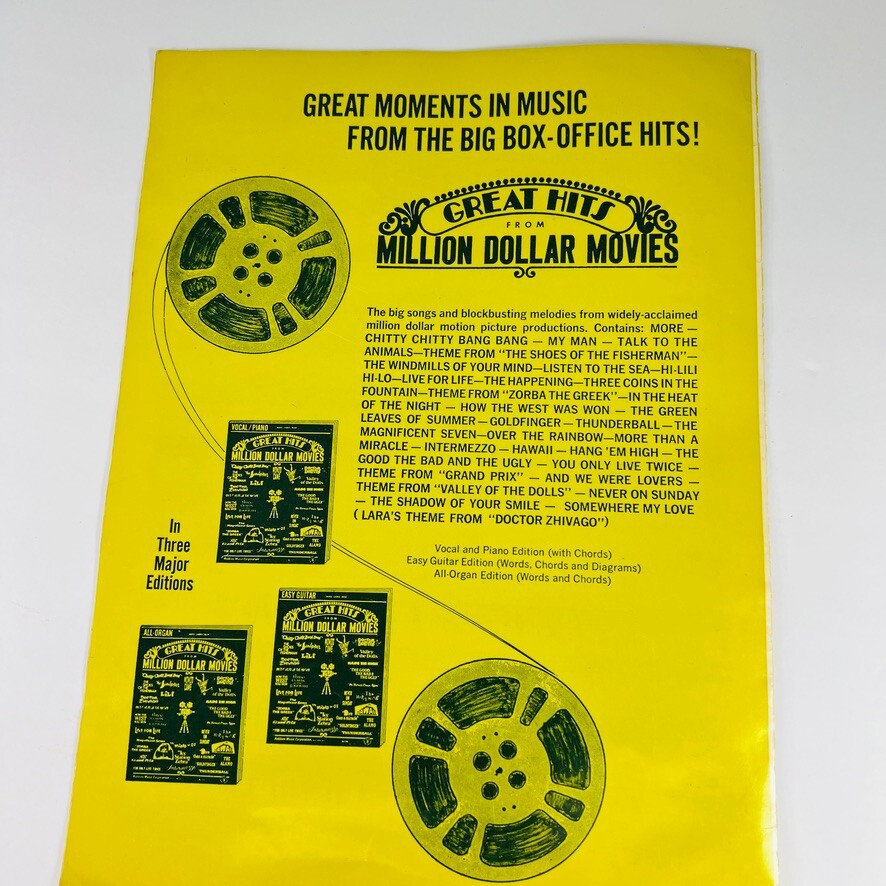 GREAT MOMENTS IN MUSIC
FROM THE BIG BOX-OFFICE HITS!
GREAT HITS
FROM
MILLION DOLLAR MOVIES
The big songs and blockbusting melodies from widely-acclaimed
million dollar motion picture productions. Contains: MORE —
CHITTY CHITTY BANG BANG — MY MAN — TALK TO THE
ANIMALS—THEME FROM "THE SHOES OF THE FISHERMAN"—
THE WINDMILLS OF YOUR MIND—LISTEN TO THE SEA—HI-LILI
HI-LO—LIVE FOR LIFE—THE HAPPENING—THREE COINS IN THE
FOUNTAIN—THEME FROM "ZORBA THE GREEK"—IN THE HEAT
OF THE NIGHT — HOW THE WEST WAS WON — THE GREEN
LEAVES OF SUMMER — GOLDFINGER — THUNDERBALL — THE
MAGNIFICENT SEVEN—OVER THE RAINBOW—MORE THAN A
MIRACLE — INTERMEZZO — HAWAII — HANG 'EM HIGH — THE
GOOD THE BAD AND THE UGLY — YOU ONLY LIVE TWICE —
THEME FROM "GRAND PRIX" — AND WE WERE LOVERS —
THEME FROM "VALLEY OF THE DOLLS" — NEVER ON SUNDAY
— THE SHADOW OF YOUR SMILE — SOMEWHERE MY LOVE
( LARA'S THEME FROM "DOCTOR ZHIVAGO")
Vocal and Piano Edition (with Chords)
Easy Guitar Edition (Words, Chords and Diagrams)
All-Organ Edition (Words and Chords)
In
Three
Major
Editions
VOCAL/PIANO
GREAT HITS
FROM
MILLION DOLLAR MOVIES
EASY GUITAR
GREAT HITS
FROM
MILLION DOLLAR MOVIES
ALL-ORGAN
GREAT HITS
FROM
MILLION DOLLAR MOVIES